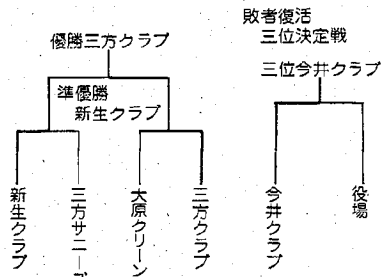 優勝三方クラブ
準優勝
新生クラブ
新生クラブ
三方サニー
大原クリーン
三方クラブ
敗者復活
三位決定戦
三位今井クラブ
今井クラブ
役場